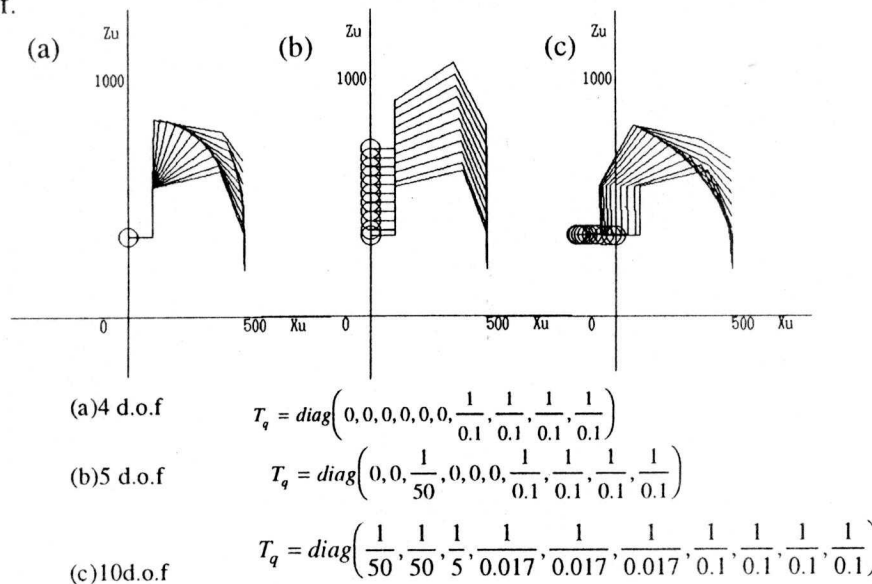 1.
(a) Zu (b) Zu (c) Zu
1000 1000 1000
0 500 Xu 0 500 Xu 0 500 Xu
(a)4 d.o.f T_q = diag(0,0,0,0,0,0,1/0.1,1/0.1,1/0.1,1/0.1)
(b)5 d.o.f T_q = diag(0,0,1/50,0,0,0,1/0.1,1/0.1,1/0.1,1/0.1)
(c)10d.o.f T_q = diag(1/50,1/50,1/5,1/0.017,1/0.017,1/0.017,1/0.1,1/0.1,1/0.1,1/0.1)